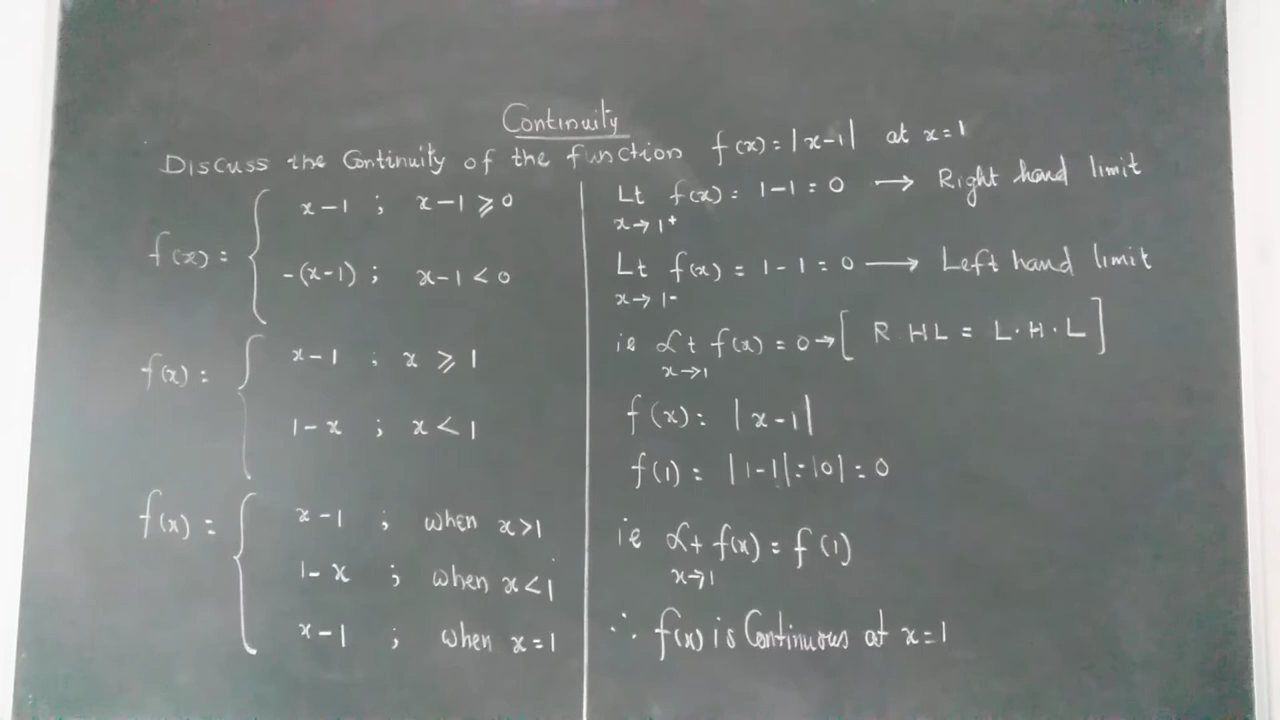 Continuity
Discuss the Continuity of the function f(x) = |x-1| at x=1
f(x) = { x-1 ; x-1 ⩾ 0
-(x-1) ; x-1 < 0
f(x) = { x-1 ; x ⩾ 1
1-x ; x < 1
f(x) = { x-1 ; when x>1
1-x ; when x<1
x-1 ; when x=1
Lt f(x) = 1-1 = 0 → Right hand limit
x→1+
Lt f(x) = 1-1 = 0 → Left hand limit
x→1-
ie Lt f(x) = 0 → [ R HL = L.H.L ]
x→1
f(x) = |x-1|
f(1) = |1-1| = |0| = 0
ie Lt f(x) = f(1)
x→1
∴ f(x) is Continuous at x=1